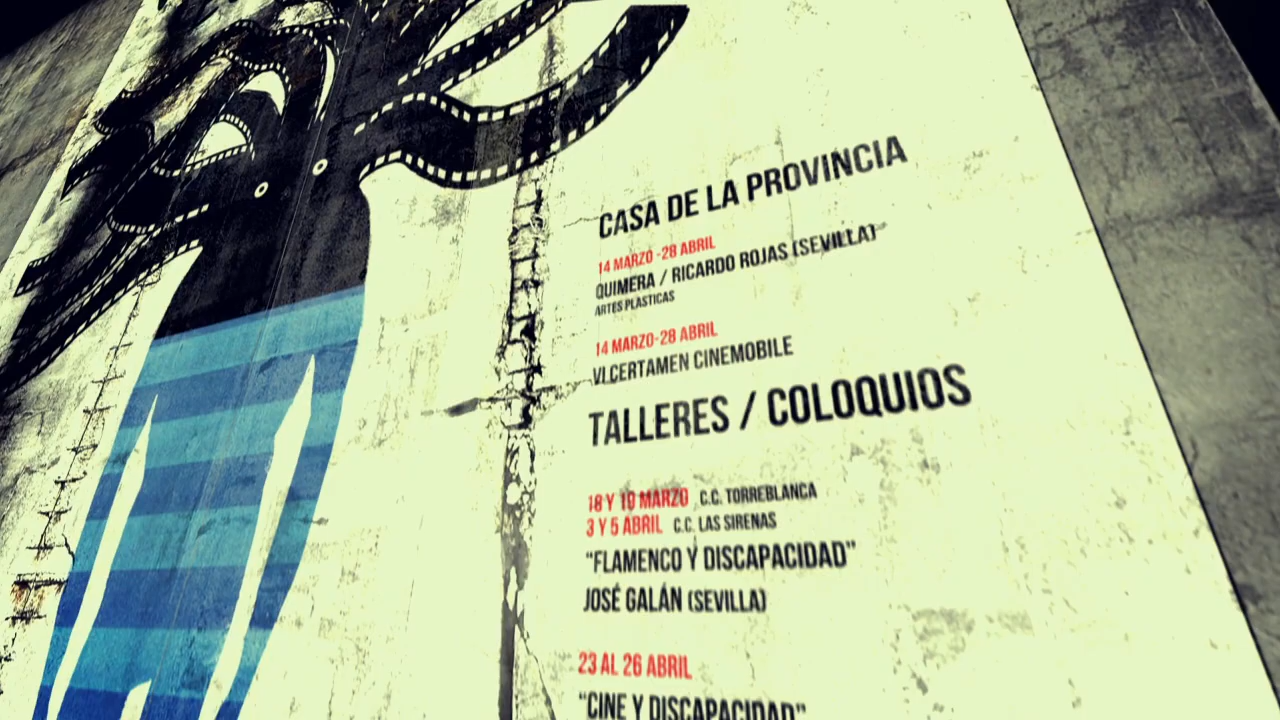 CASA DE LA PROVINCIA
14 MARZO -28 ABRIL
QUIMERA / RICARDO ROJAS (SEVILLA)
ARTES PLÁSTICAS
14 MARZO-28 ABRIL
VI CERTAMEN CINEMOBILE
TALLERES / COLOQUIOS
18 Y 19 MARZO C.C. TORREBLANCA
3 Y 5 ABRIL C.C. LAS SIRENAS
"FLAMENCO Y DISCAPACIDAD"
JOSÉ GALÁN (SEVILLA)
23 AL 26 ABRIL
"CINE Y DISCAPACIDAD"